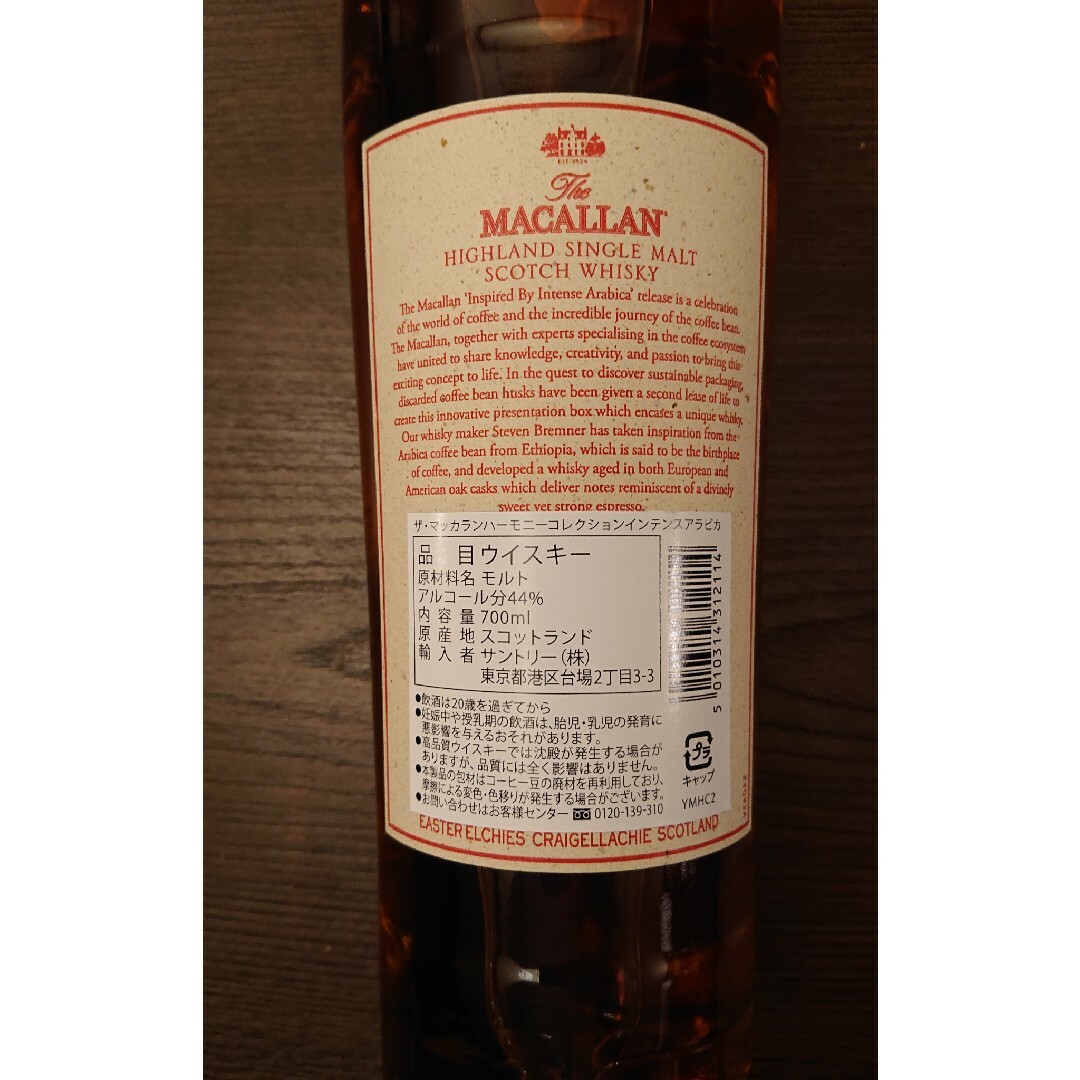 EST. 1824
The
MACALLAN
HIGHLAND SINGLE MALT
SCOTCH WHISKY
The Macallan 'Inspired By Intense Arabica' release is a celebration
of the world of coffee and the incredible journey of the coffee bean.
The Macallan, together with experts specialising in the coffee ecosystem
have united to share knowledge, creativity, and passion to bring this
exciting concept to life. In the quest to discover sustainable packaging,
discarded coffee bean husks have been given a second lease of life to
create this innovative presentation box which encases a unique whisky.
Our whisky maker Steven Bremner has taken inspiration from the
Arabica coffee bean from Ethiopia, which is said to be the birthplace
of coffee, and developed a whisky aged in both European and
American oak casks which deliver notes reminiscent of a divinely
sweet yet strong espresso.
ザ・マッカランハーモニーコレクションインテンスアラビカ
品 目 ウイスキー
原材料名 モルト
アルコール分44%
内容量 700ml
原産地 スコットランド
輸入者 サントリー(株)
東京都港区台場2丁目3-3
●飲酒は20歳を過ぎてから
●妊娠中や授乳期の飲酒は、胎児・乳児の発育に
悪影響を与えるおそれがあります。
●高品質ウイスキーでは沈殿が発生する場合が
ありますが、品質には全く影響はありません。
●本製品の包材はコーヒー豆の廃材を再利用しており、
摩擦による変色・色移りが発生する場合がございます。
●お問い合わせはお客様センター 0120-139-310
5 010314 312114
プラ
キャップ
YMHC2
EASTER ELCHIES CRAIGELLACHIE SCOTLAND